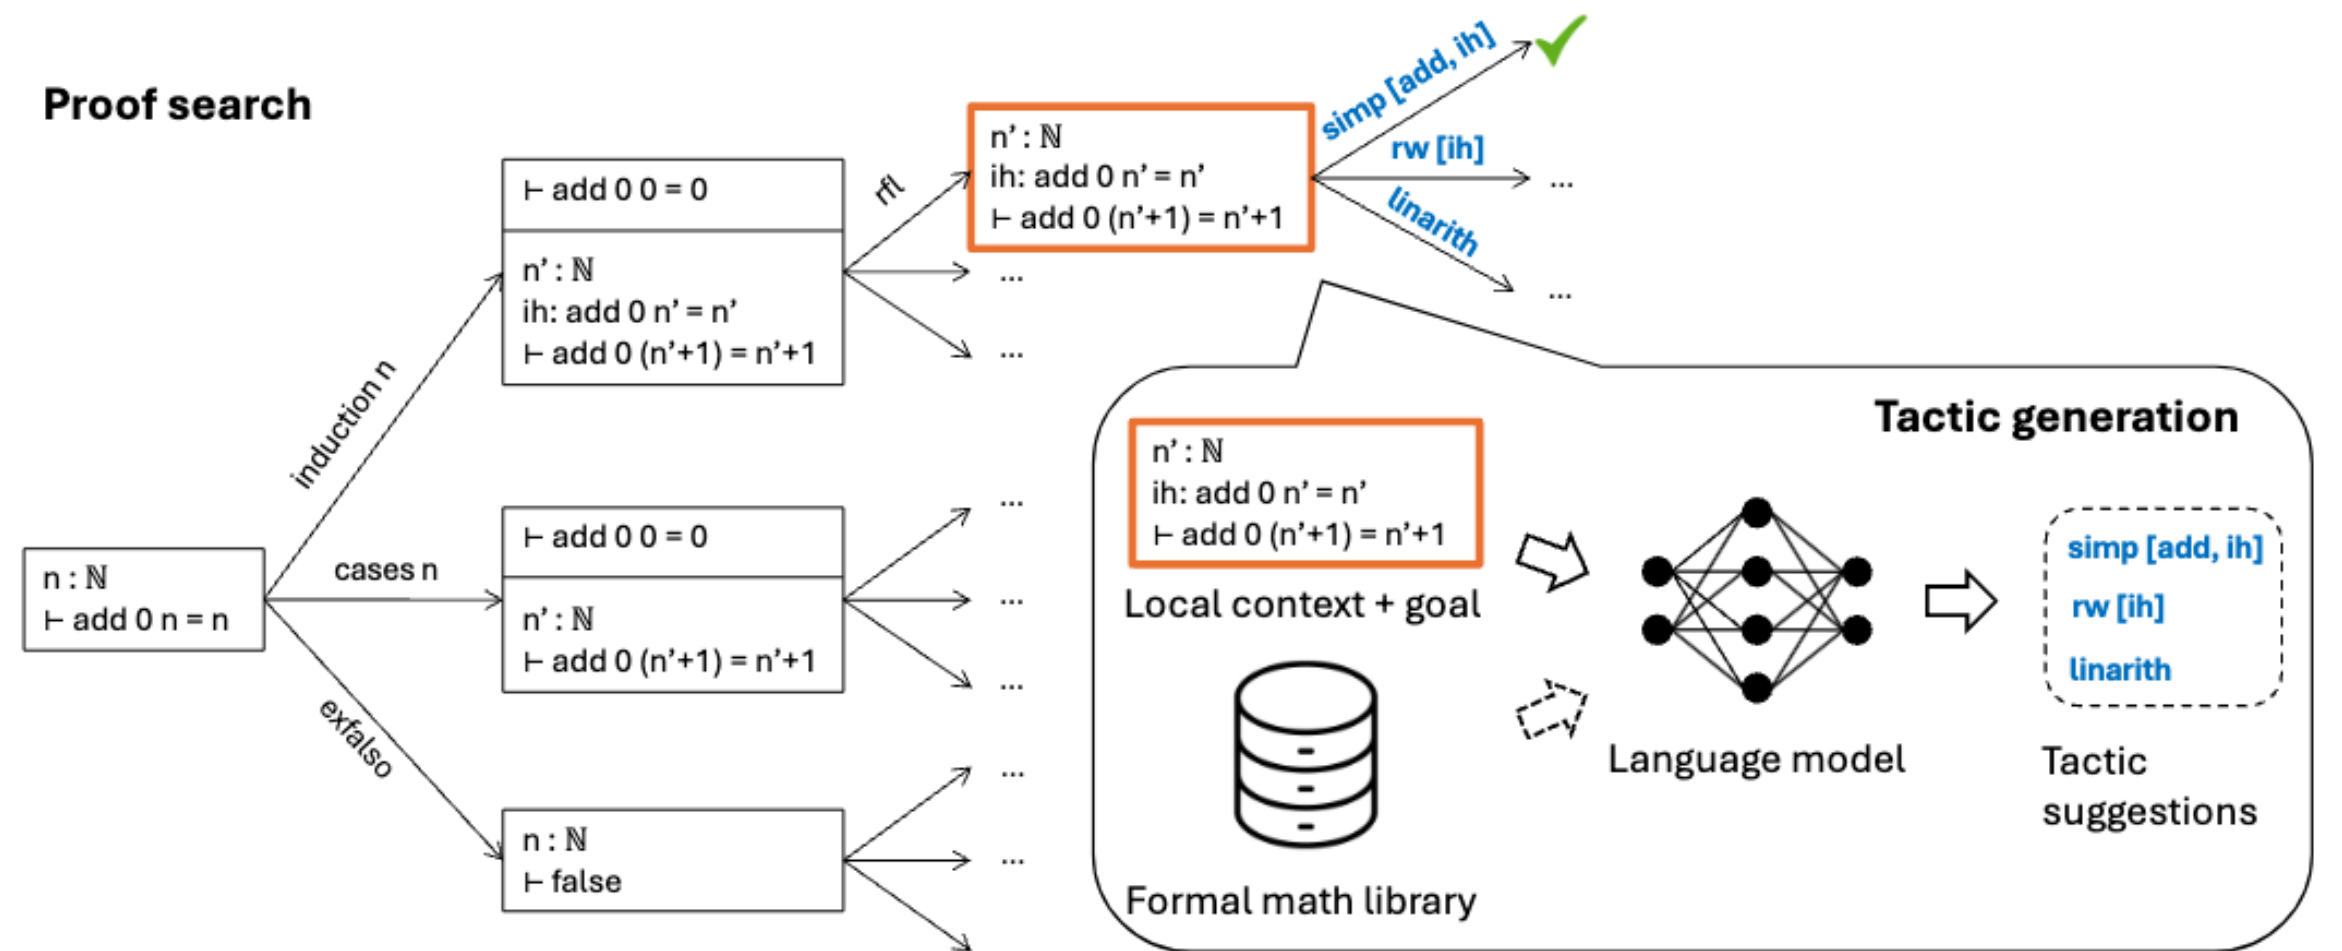 Proof search
n : ℕ
⊢ add 0 n = n
induction n
cases n
exfalso
⊢ add 0 0 = 0
n’ : ℕ
ih: add 0 n’ = n’
⊢ add 0 (n’+1) = n’+1
⊢ add 0 0 = 0
n’ : ℕ
⊢ add 0 (n’+1) = n’+1
n : ℕ
⊢ false
rfl
...
...
...
...
...
...
...
n’ : ℕ
ih: add 0 n’ = n’
⊢ add 0 (n’+1) = n’+1
simp [add, ih]
rw [ih]
...
linarith
...
Tactic generation
n’ : ℕ
ih: add 0 n’ = n’
⊢ add 0 (n’+1) = n’+1
Local context + goal
Formal math library
Language model
simp [add, ih]
rw [ih]
linarith
Tactic
suggestions